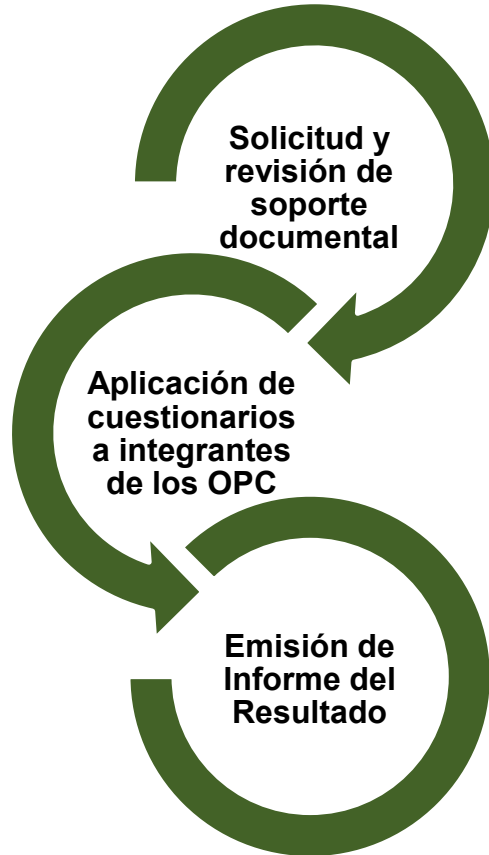 Solicitud y
revisión de
soporte
documental
Aplicación de
cuestionarios
a integrantes
de los OPC
Emisión de
Informe del
Resultado